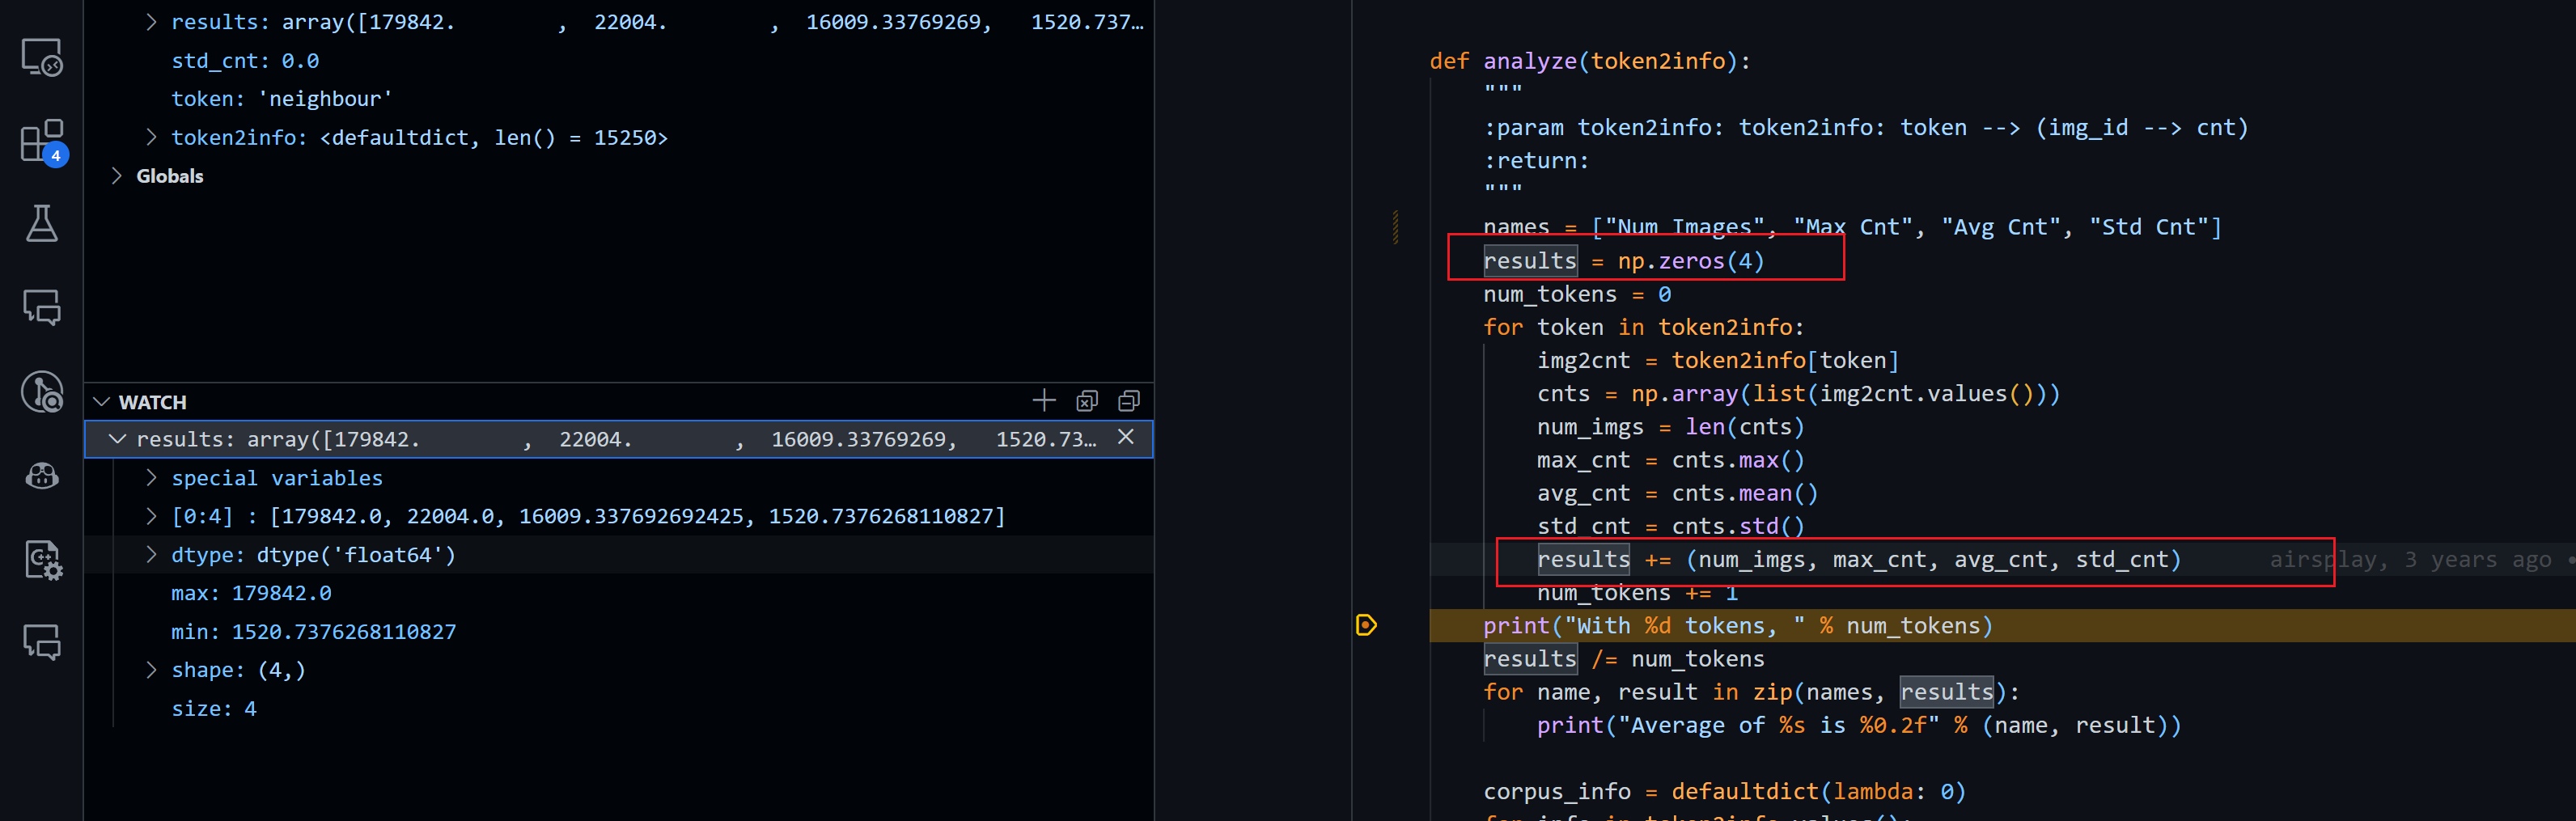 results: array([179842.        ,  22004.        ,  16009.33769269,   1520.737…
std_cnt: 0.0
token: 'neighbour'
token2info: <defaultdict, len() = 15250>
Globals
4
WATCH
results: array([179842.        ,  22004.        ,  16009.33769269,   1520.73…
special variables
[0:4] : [179842.0, 22004.0, 16009.337692692425, 1520.7376268110827]
dtype: dtype('float64')
max: 179842.0
min: 1520.7376268110827
shape: (4,)
size: 4
def analyze(token2info):
    """
    :param token2info: token2info: token --> (img_id --> cnt)
    :return:
    """
    names = ["Num Images", "Max Cnt", "Avg Cnt", "Std Cnt"]
    results = np.zeros(4)
    num_tokens = 0
    for token in token2info:
        img2cnt = token2info[token]
        cnts = np.array(list(img2cnt.values()))
        num_imgs = len(cnts)
        max_cnt = cnts.max()
        avg_cnt = cnts.mean()
        std_cnt = cnts.std()
        results += (num_imgs, max_cnt, avg_cnt, std_cnt) airsplay, 3 years ago •
        num_tokens += 1
    print("With %d tokens, " % num_tokens)
    results /= num_tokens
    for name, result in zip(names, results):
        print("Average of %s is %0.2f" % (name, result))
    corpus_info = defaultdict(lambda: 0)
    for info in token2info.values():